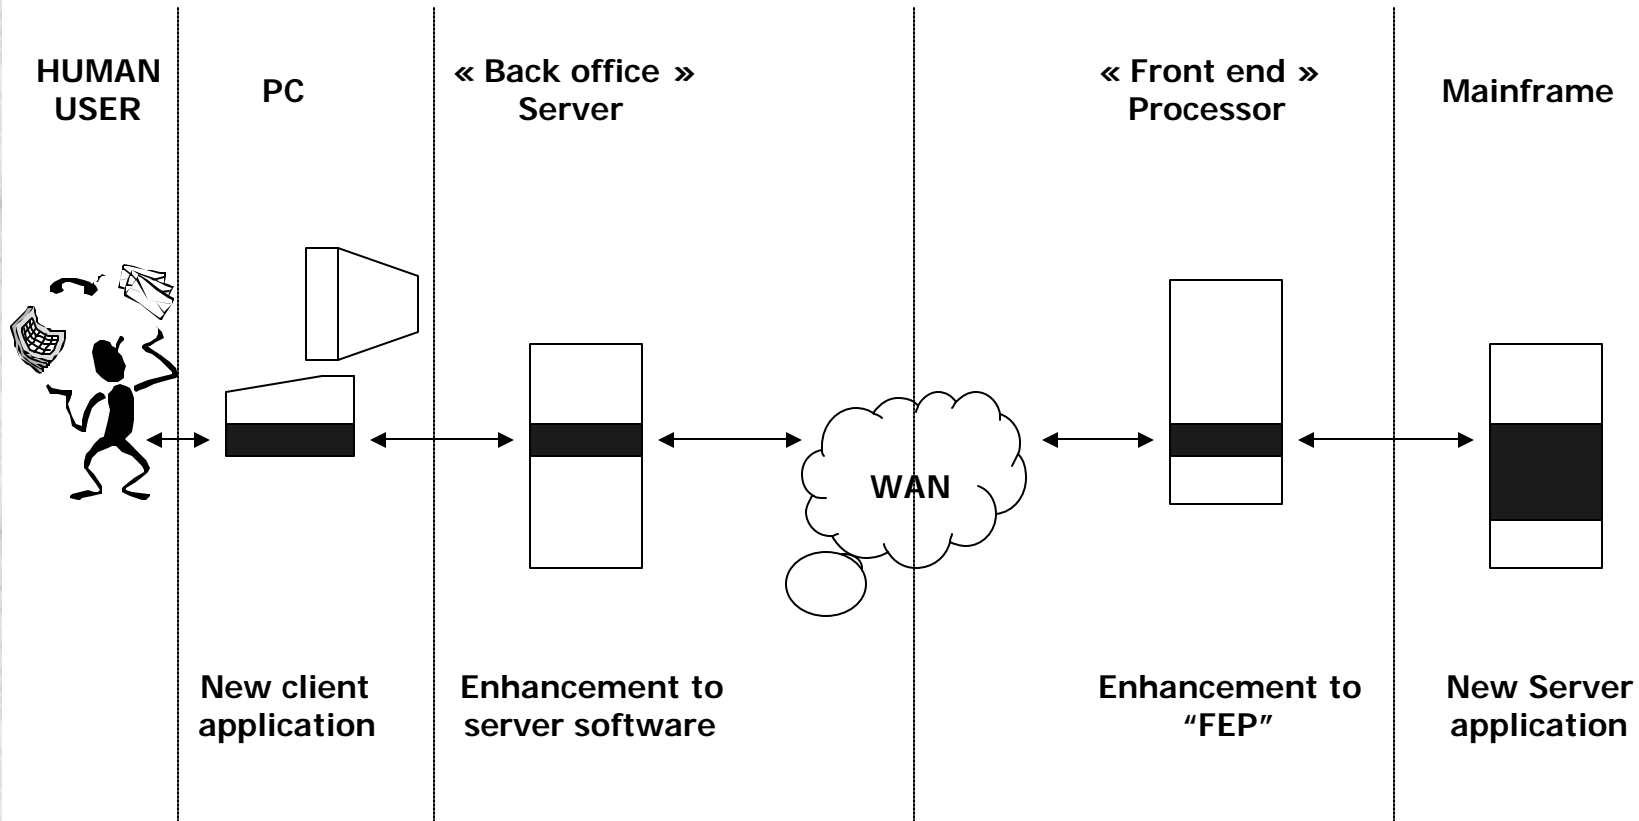 HUMAN
USER
PC
« Back office »
Server
« Front end »
Processor
Mainframe
WAN
New client
application
Enhancement to
server software
Enhancement to
“FEP”
New Server
application